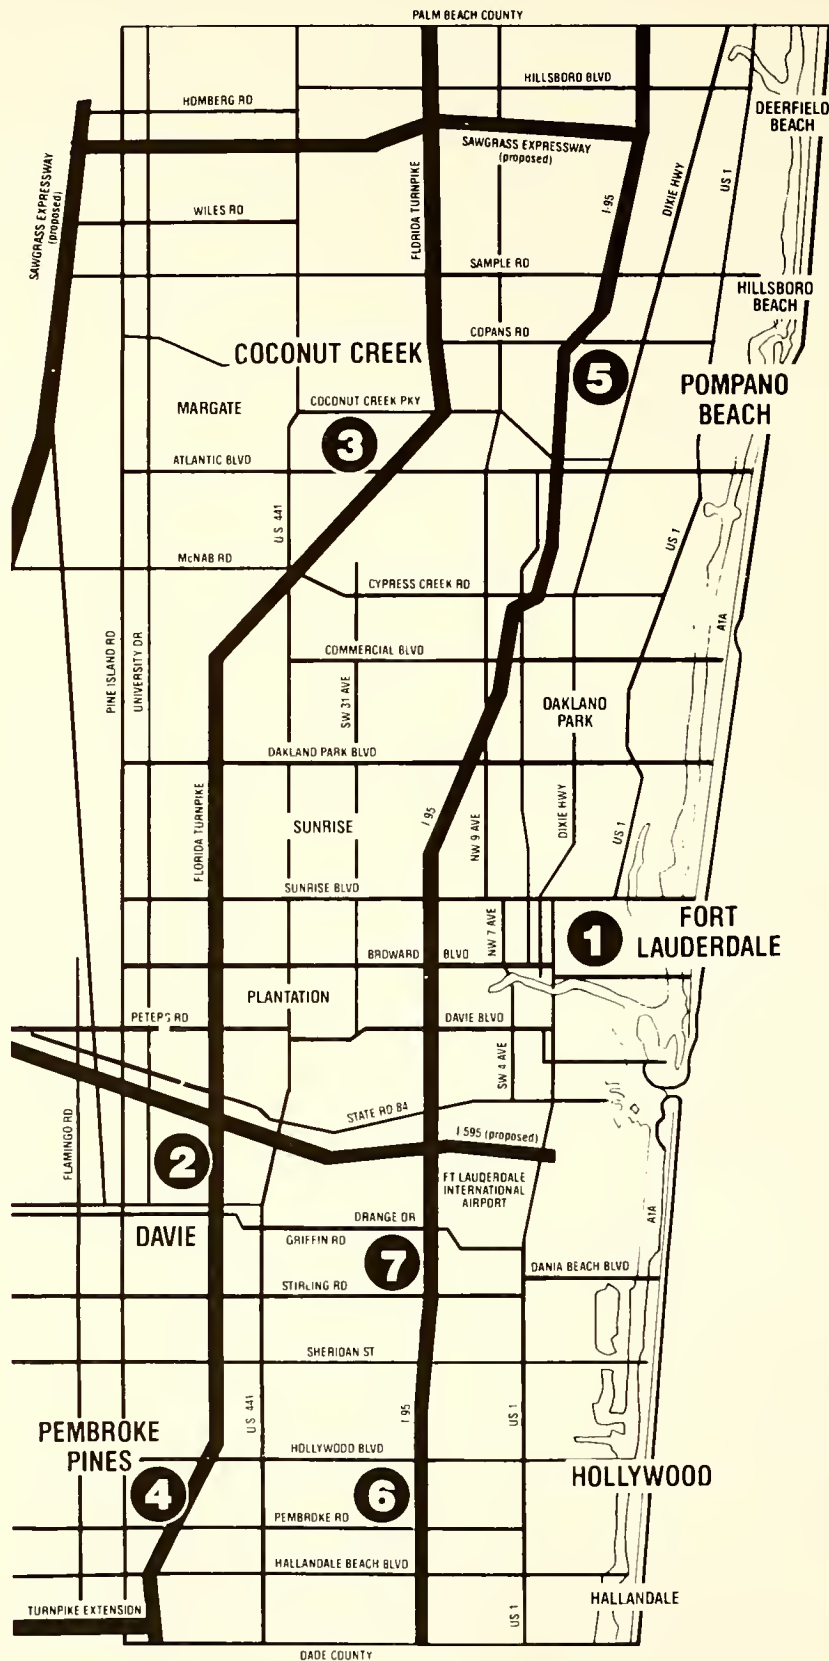 PALM BEACH COUNTY
HILLSBORO BLVD
HOMBERG RD
DEERFIELD
BEACH
SAWGRASS EXPRESSWAY
(proposed)
SAWGRASS EXPRESSWAY
(proposed)
FLORIDA TURNPIKE
I-95
DIXIE HWY
US 1
WILES RD
SAMPLE RD
HILLSBORO
BEACH
COPANS RD
COCONUT CREEK
5
POMPANO
BEACH
MARGATE
COCONUT CREEK PKY
3
ATLANTIC BLVD
US 441
US 1
McNAB RD
CYPRESS CREEK RD
A1A
COMMERCIAL BLVD
PINE ISLAND RD
UNIVERSITY DR
SW 31 AVE
OAKLAND
PARK
OAKLAND PARK BLVD
FLORIDA TURNPIKE
I 95
SUNRISE
NW 9 AVE
DIXIE HWY
US 1
SUNRISE BLVD
NW 7 AVE
1
FORT
LAUDERDALE
BROWARD BLVD
PLANTATION
PETERS RD
DAVIE BLVD
SW 4 AVE
STATE RD 84
FLAMINGO RD
I 595 (proposed)
2
FT LAUDERDALE
INTERNATIONAL
AIRPORT
ORANGE DR
DAVIE
GRIFFIN RD
A1A
7
DANIA BEACH BLVD
STIRLING RD
SHERIDAN ST
US 441
I 95
US 1
PEMBROKE
PINES
HOLLYWOOD BLVD
HOLLYWOOD
4
6
PEMBROKE RD
HALLANDALE BEACH BLVD
HALLANDALE
TURNPIKE EXTENSION
US 1
DADE COUNTY